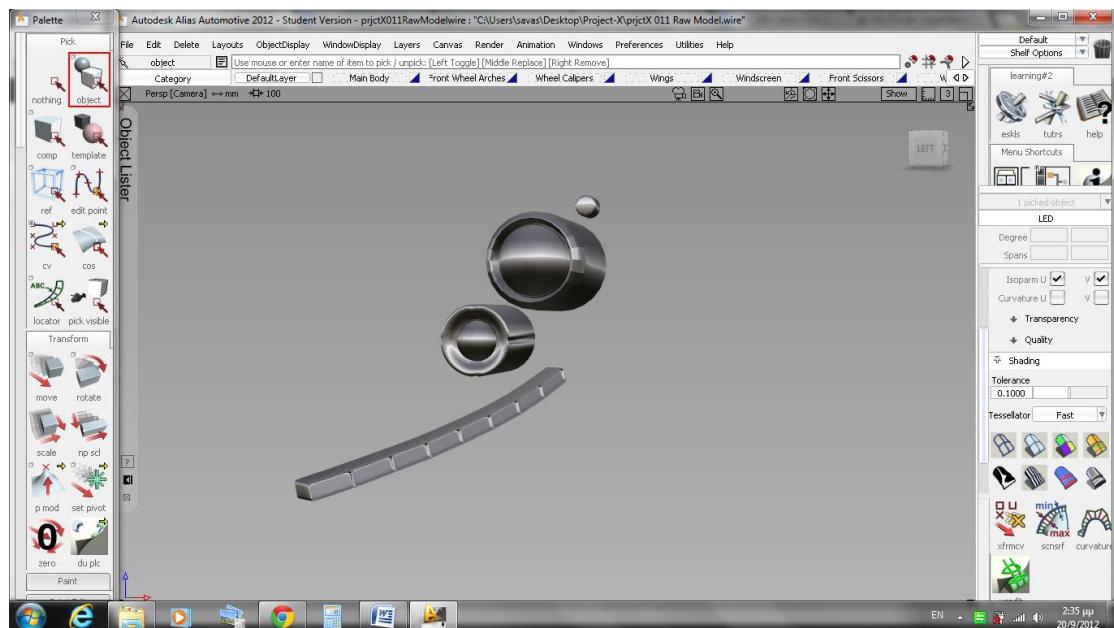 Palette
Autodesk Alias Automotive 2012 - Student Version - prjctX011RawModelwire : "C:\Users\savas\Desktop\Project-X\prjctX 011 Raw Model.wire"
Pick
File Edit Delete Layouts ObjectDisplay WindowDisplay Layers Canvas Render Animation Windows Preferences Utilities Help
object Use mouse or enter name of item to pick / unpick: [Left Toggle] [Middle Replace] [Right Remove]
Category DefaultLayer Main Body Front Wheel Arches Wheel Calipers Wings Windscreen Front Scissors
Persp [Camera] mm 100 Show 3
nothing object
comp template
ref edit point
cv cos
ABC
locator pick visible
Transform
move rotate
scale np scl
p mod set pivot
0
zero du plc
Paint
Object Lister
?
LEFT
Default
Shelf Options
learning#2
eskls tutrs help
Menu Shortcuts
1 picked object
LED
Degree
Spans
Isoparm U V
Curvature U V
Transparency
Quality
Shading
Tolerance
0.1000
Tessellator Fast
min
max
xfrmcv scnsrf curvature
EN
2:35 μμ
20/9/2012